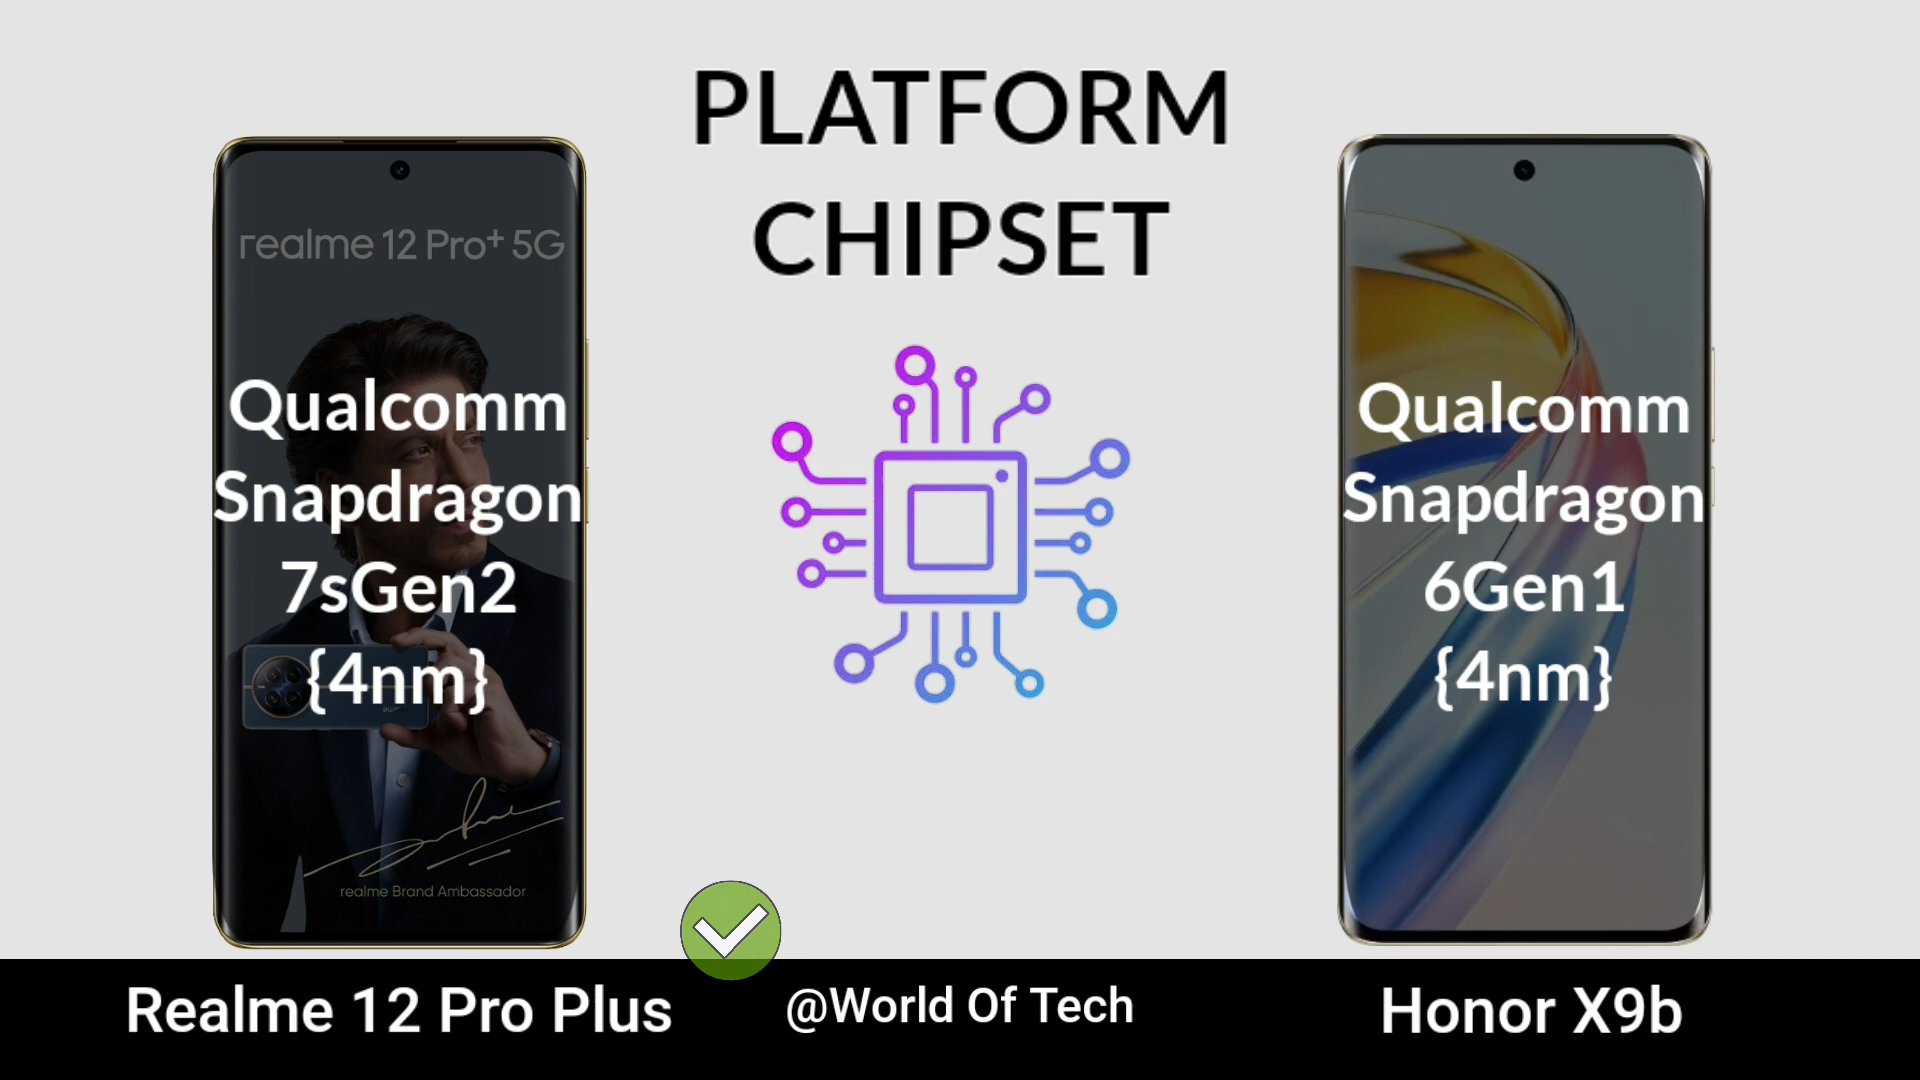 PLATFORM
CHIPSET
realme 12 Pro+ 5G
Qualcomm
Snapdragon
7sGen2
{4nm}
realme Brand Ambassador
Qualcomm
Snapdragon
6Gen1
{4nm}
Realme 12 Pro Plus
@World Of Tech
Honor X9b